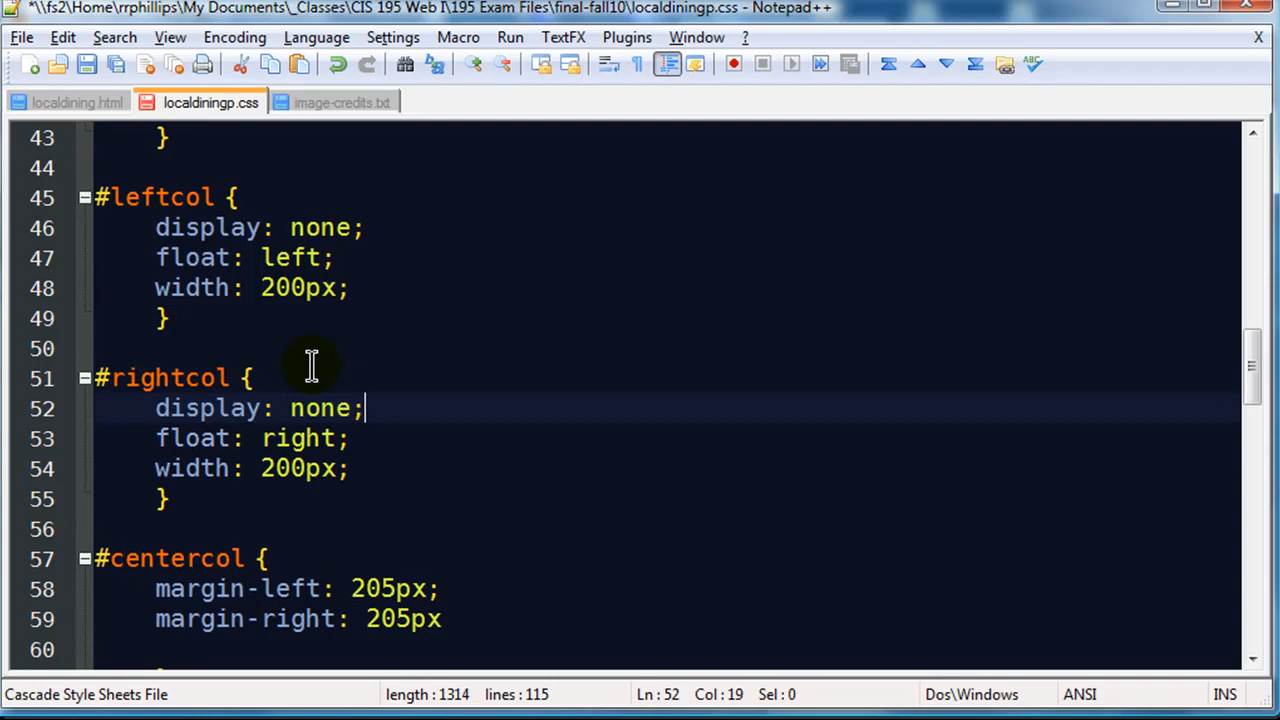 *\\fs2\Home\rrphillips\My Documents\_Classes\CIS 195 Web I\195 Exam Files\final-fall10\localdiningp.css - Notepad++
File Edit Search View Encoding Language Settings Macro Run TextFX Plugins Window ? X
localdining.html localdiningp.css image-credits.txt
43 }
44
45 #leftcol {
46 display: none;
47 float: left;
48 width: 200px;
49 }
50
51 #rightcol {
52 display: none;
53 float: right;
54 width: 200px;
55 }
56
57 #centercol {
58 margin-left: 205px;
59 margin-right: 205px
60
Cascade Style Sheets File length : 1314 lines : 115 Ln : 52 Col : 19 Sel : 0 Dos\Windows ANSI INS